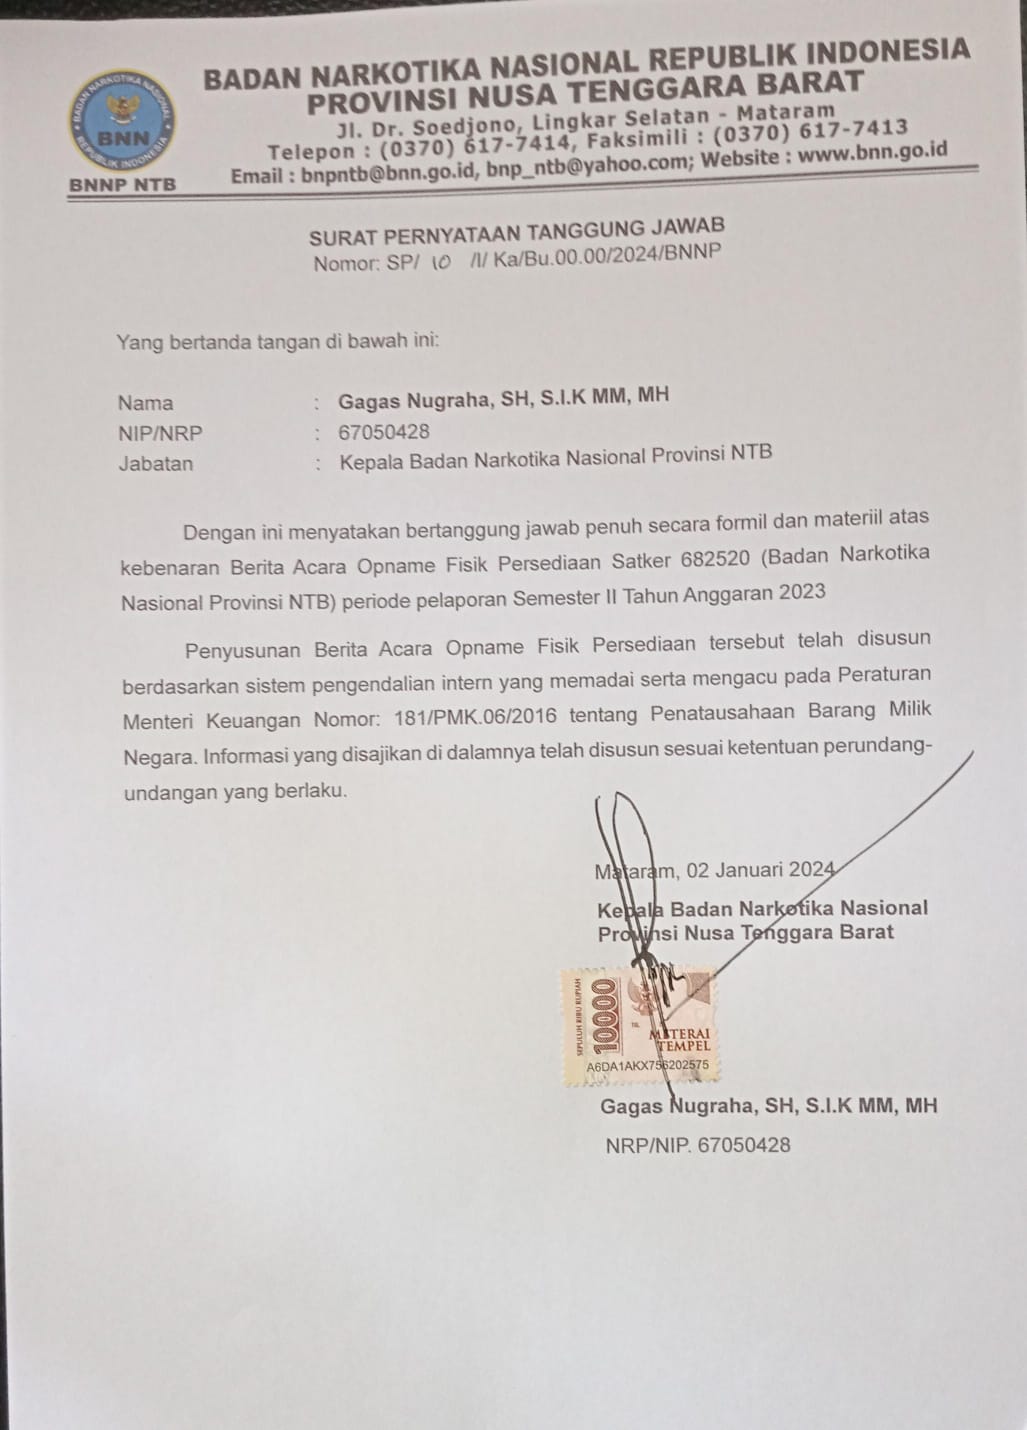 BADAN NARKOTIKA NASIONAL
BNN
REPUBLIK INDONESIA
BNNP NTB
BADAN NARKOTIKA NASIONAL REPUBLIK INDONESIA
PROVINSI NUSA TENGGARA BARAT
Jl. Dr. Soedjono, Lingkar Selatan - Mataram
Telepon : (0370) 617-7414, Faksimili : (0370) 617-7413
Email : bnpntb@bnn.go.id, bnp_ntb@yahoo.com; Website : www.bnn.go.id
SURAT PERNYATAAN TANGGUNG JAWAB
Nomor: SP/ 10 /I/ Ka/Bu.00.00/2024/BNNP
Yang bertanda tangan di bawah ini:
Nama : Gagas Nugraha, SH, S.I.K MM, MH
NIP/NRP : 67050428
Jabatan : Kepala Badan Narkotika Nasional Provinsi NTB
Dengan ini menyatakan bertanggung jawab penuh secara formil dan materiil atas
kebenaran Berita Acara Opname Fisik Persediaan Satker 682520 (Badan Narkotika
Nasional Provinsi NTB) periode pelaporan Semester II Tahun Anggaran 2023
Penyusunan Berita Acara Opname Fisik Persediaan tersebut telah disusun
berdasarkan sistem pengendalian intern yang memadai serta mengacu pada Peraturan
Menteri Keuangan Nomor: 181/PMK.06/2016 tentang Penatausahaan Barang Milik
Negara. Informasi yang disajikan di dalamnya telah disusun sesuai ketentuan perundang-
undangan yang berlaku.
Mataram, 02 Januari 2024
Kepala Badan Narkotika Nasional
Provinsi Nusa Tenggara Barat
SEPULUH RIBU RUPIAH
10000
TGL.
METERAI
TEMPEL
A6DA1AKX756202575
Gagas Nugraha, SH, S.I.K MM, MH
NRP/NIP. 67050428